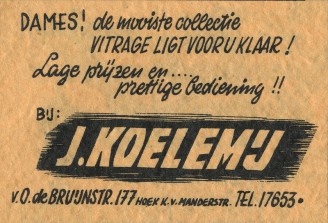 DAMES! de mooiste collectie
VITRAGE LIGT VOOR U KLAAR!
Lage prijzen en....
prettige bediening!!
BIJ:
J. KOELEMIJ
v.O. de BRUIJNSTR. 177 HOEK K. v. MANDERSTR. TEL. 17653.